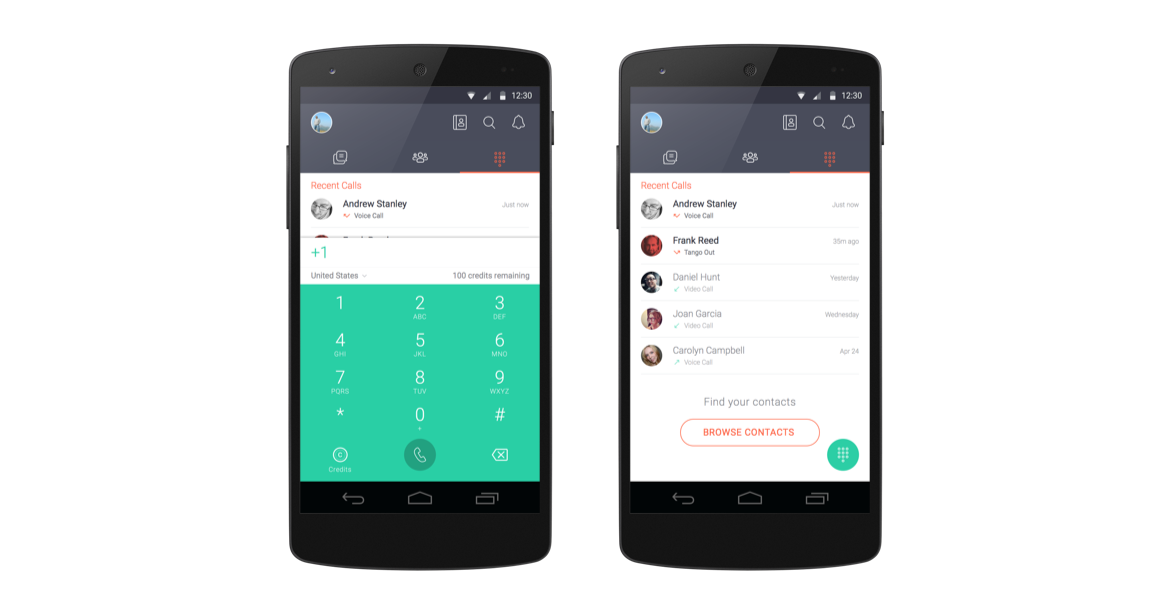 12:30
Recent Calls
Andrew Stanley
Just now
Voice Call
+1
United States
100 credits remaining
1 2 3
ABC DEF
4 5 6
GHI JKL MNO
7 8 9
PQRS TUV WXYZ
* 0 #
+
C
Credits
12:30
Recent Calls
Andrew Stanley
Just now
Voice Call
Frank Reed
39m ago
Tango Out
Daniel Hunt
Yesterday
Video Call
Joan Garcia
Wednesday
Video Call
Carolyn Campbell
Apr 24
Voice Call
Find your contacts
BROWSE CONTACTS